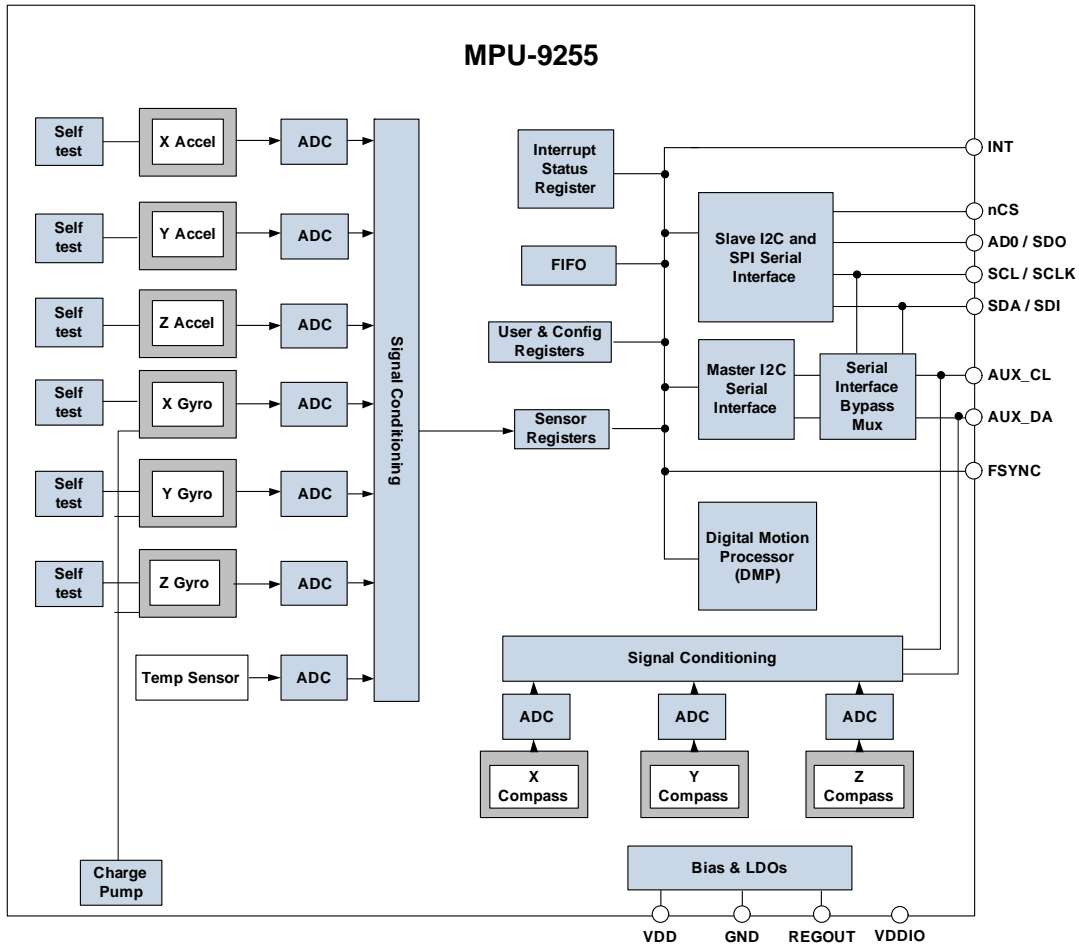 MPU-9255
Self
test
X Accel
ADC
Self
test
Y Accel
ADC
Self
test
Z Accel
ADC
Self
test
X Gyro
ADC
Self
test
Y Gyro
ADC
Self
test
Z Gyro
ADC
Temp Sensor
ADC
Signal Conditioning
Charge
Pump
Interrupt
Status
Register
FIFO
User & Config
Registers
Sensor
Registers
Slave I2C and
SPI Serial
Interface
Master I2C
Serial
Interface
Serial
Interface
Bypass
Mux
Digital Motion
Processor
(DMP)
INT
nCS
AD0 / SDO
SCL / SCLK
SDA / SDI
AUX_CL
AUX_DA
FSYNC
Signal Conditioning
ADC
ADC
ADC
X
Compass
Y
Compass
Z
Compass
Bias & LDOs
VDD
GND
REGOUT
VDDIO